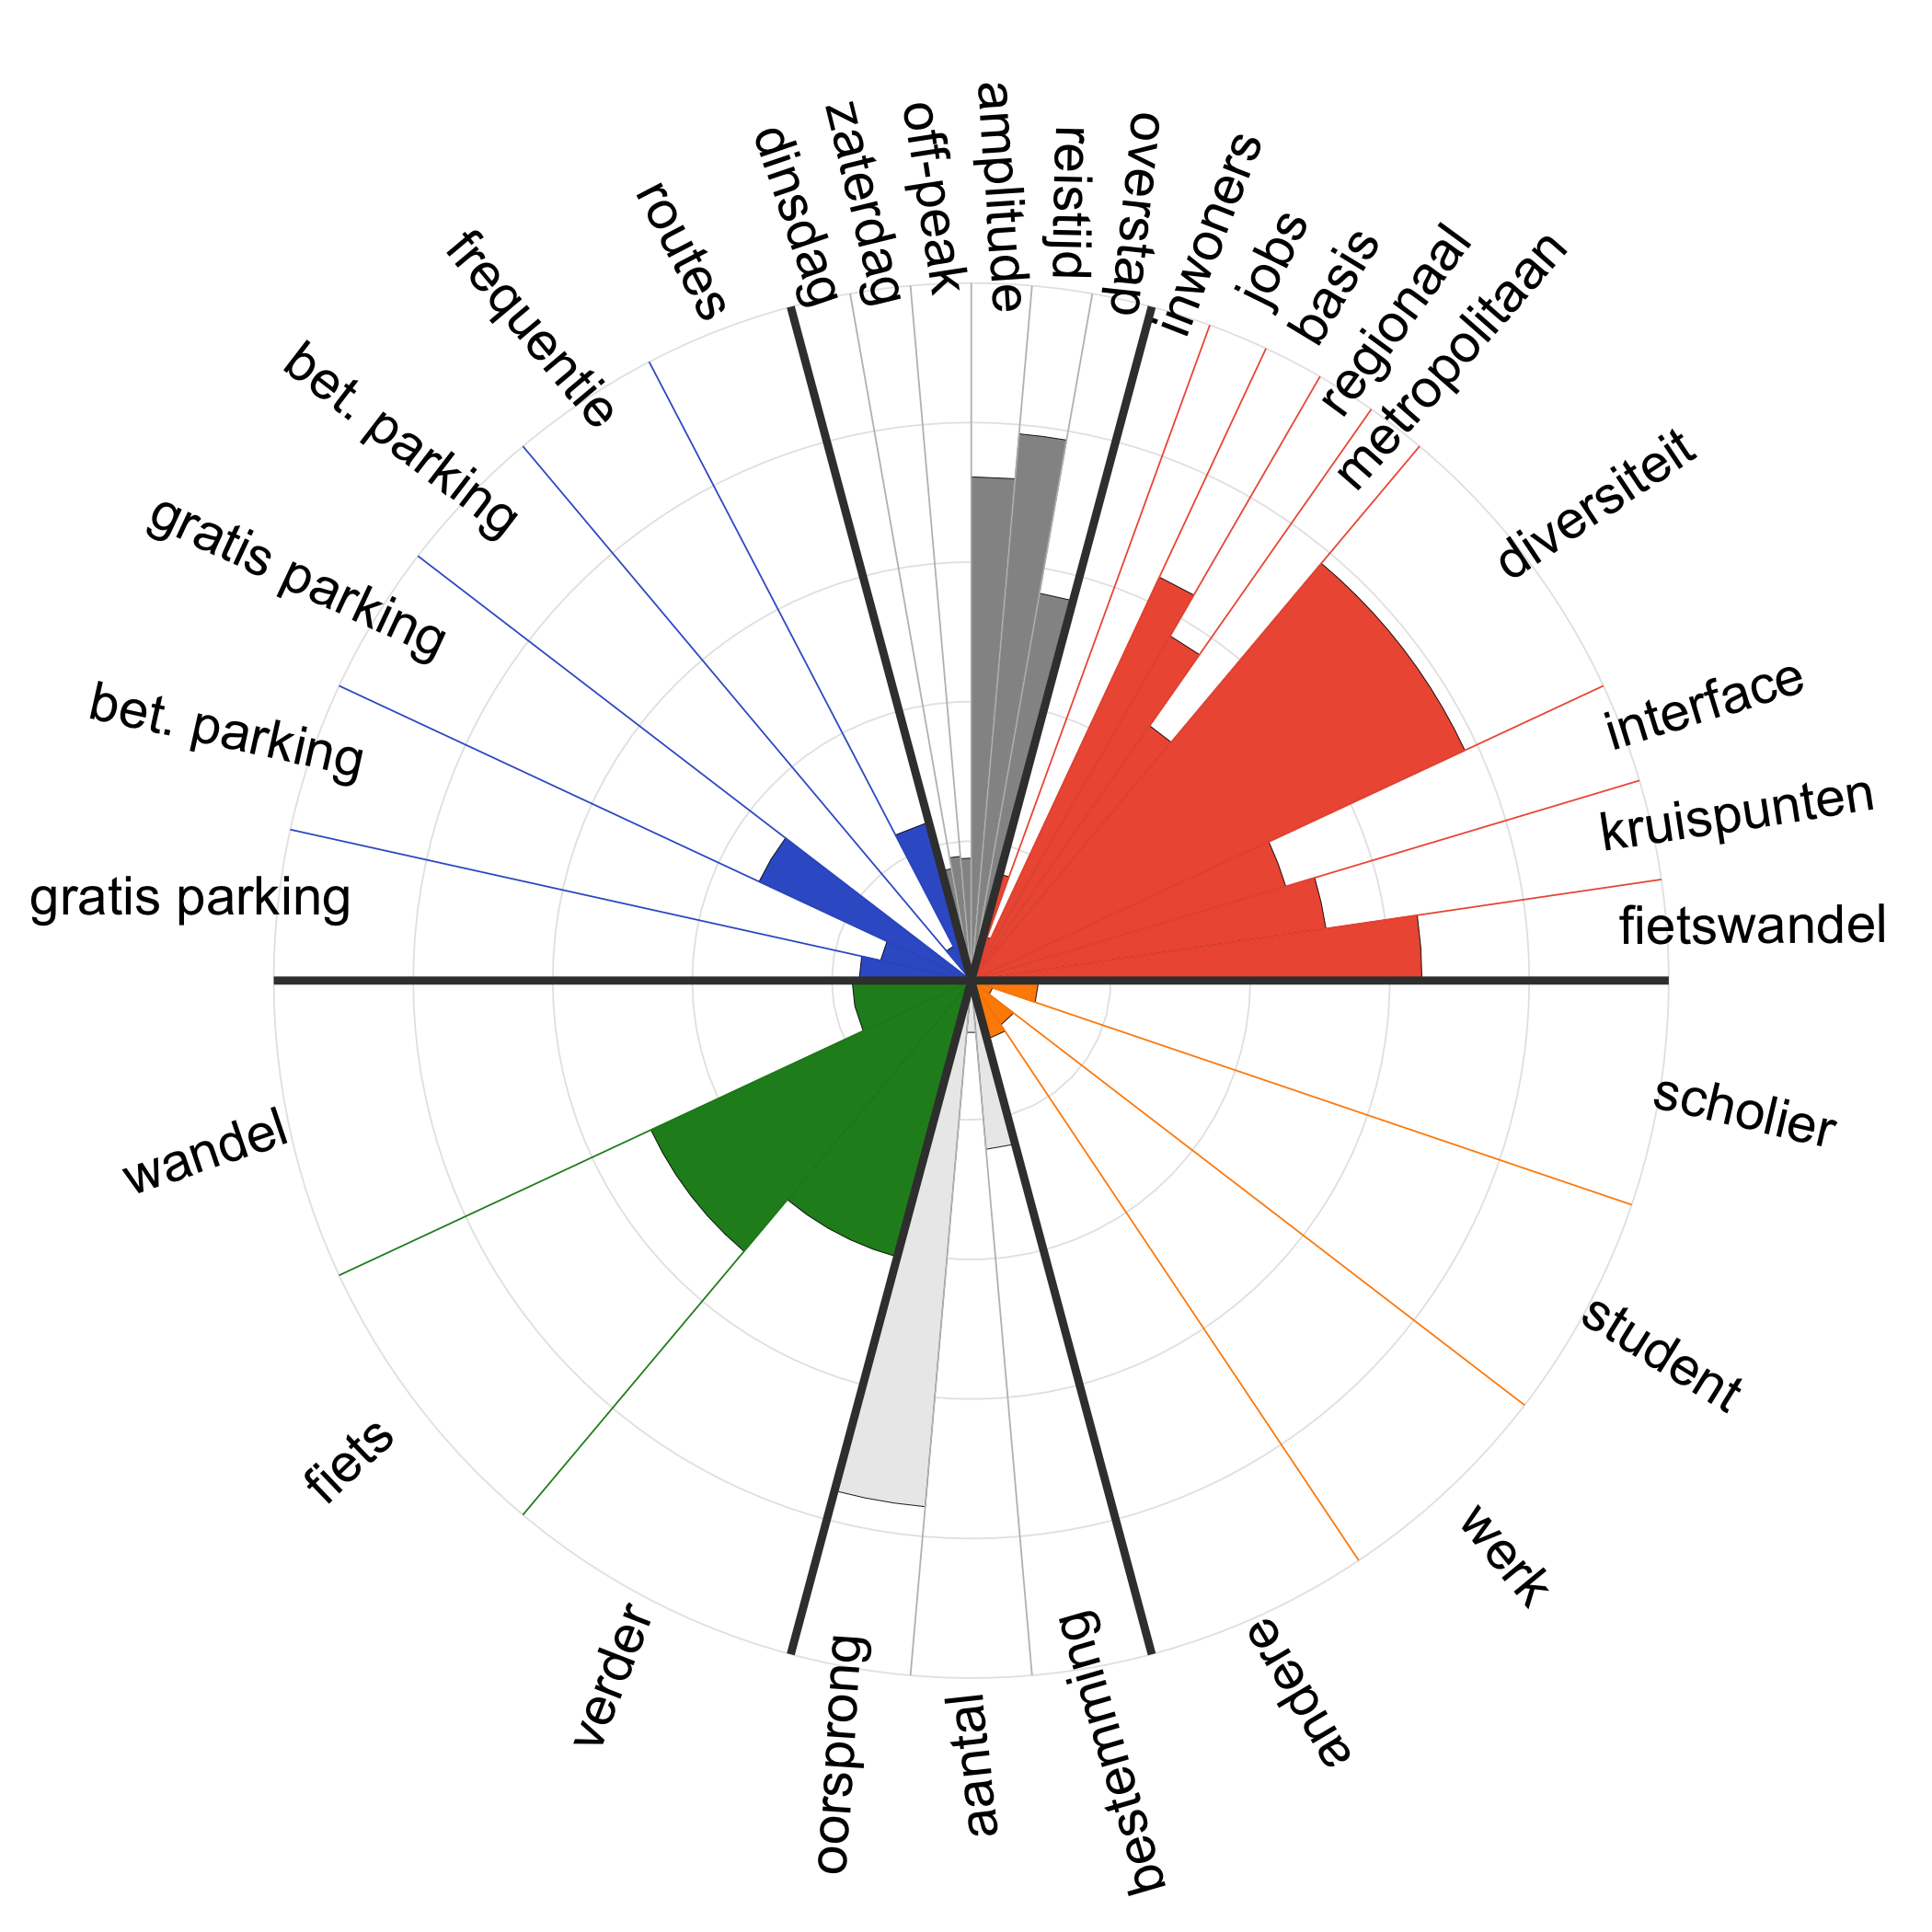 dinsdag
zaterdag
off-peak
amplitude
reistijd
overstap
inwoners
jobs
basis
regionaal
metropolitaan
diversiteit
interface
kruispunten
fietswandel
scholier
student
werk
andere
bestemming
aantal
oorsprong
verder
fiets
wandel
gratis parking
bet. parking
gratis parking
bet. parking
frequentie
routes